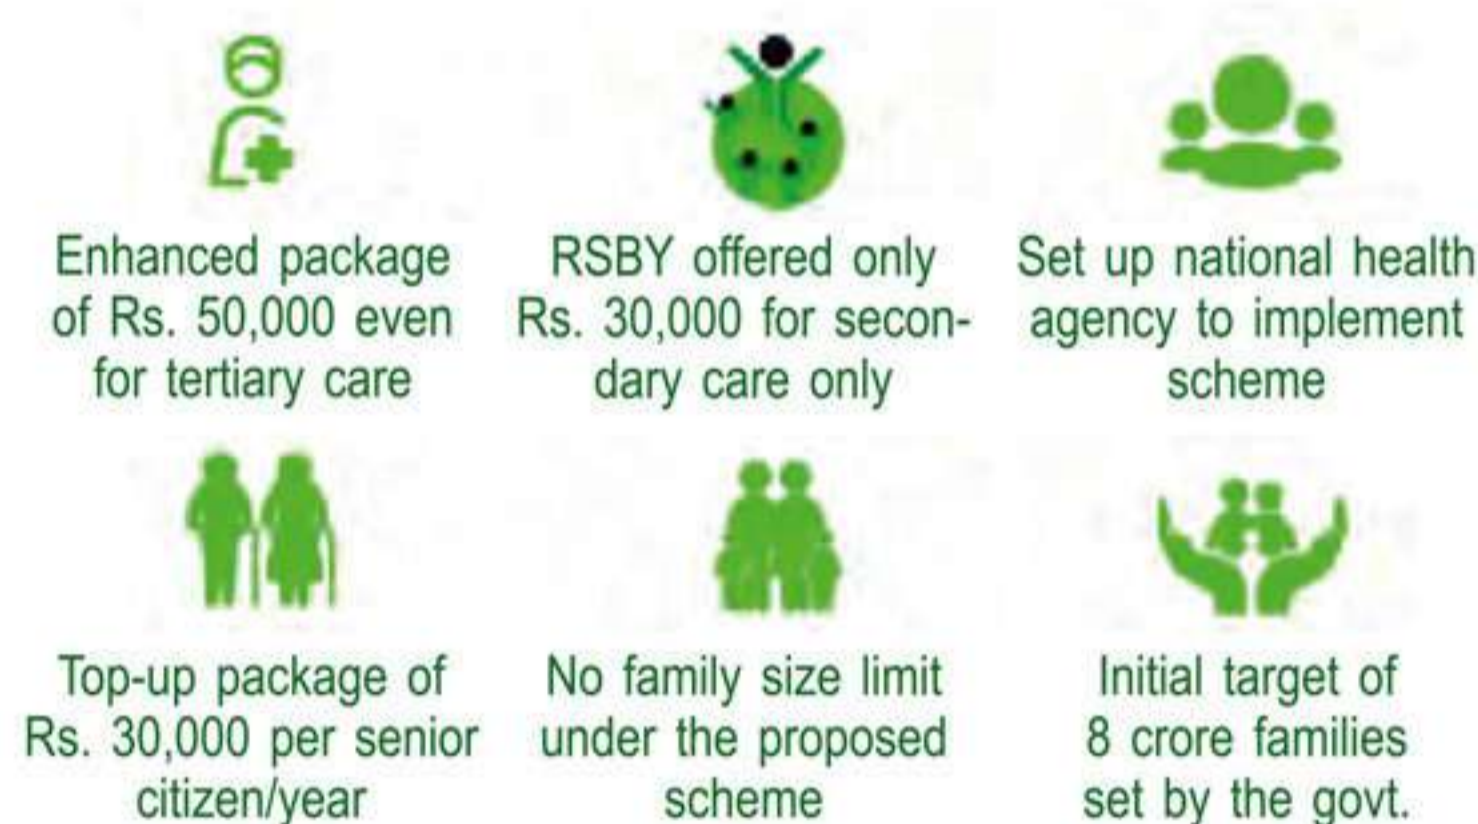 Enhanced package
of Rs. 50,000 even
for tertiary care
RSBY offered only
Rs. 30,000 for secon-
dary care only
Set up national health
agency to implement
scheme
Top-up package of
Rs. 30,000 per senior
citizen/year
No family size limit
under the proposed
scheme
Initial target of
8 crore families
set by the govt.